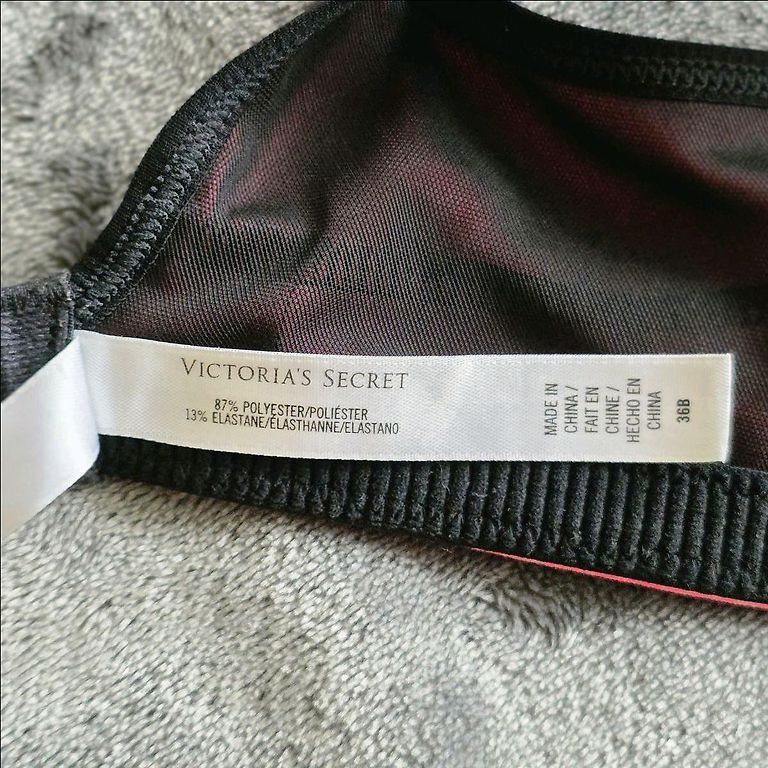 VICTORIA'S SECRET
87% POLYESTER/POLIÉSTER
13% ELASTANE/ÉLASTHANNE/ELASTANO
MADE IN
CHINA /
FAIT EN
CHINE /
HECHO EN
CHINA
36B